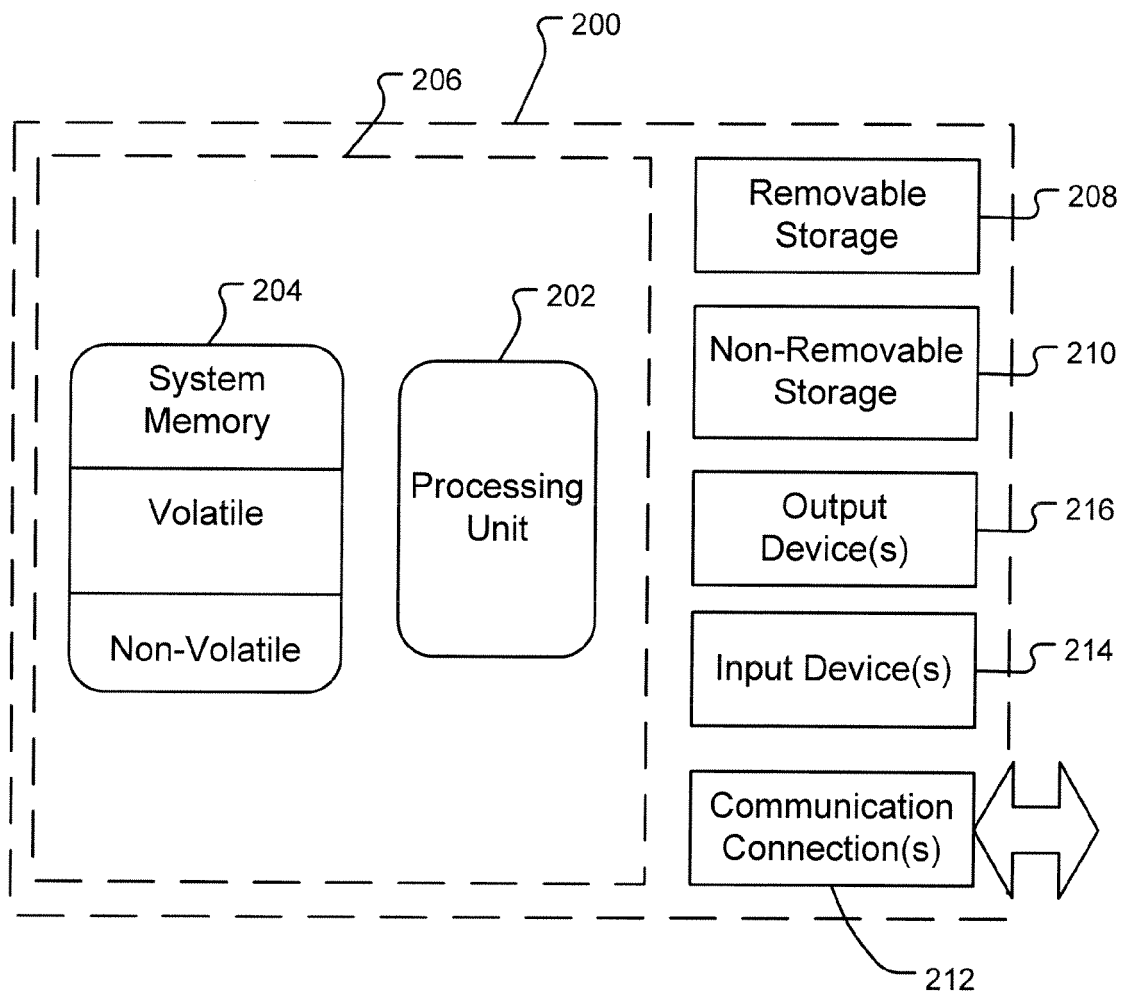 200
206
Removable
Storage
208
204
202
Non-Removable
Storage
210
System
Memory
Volatile
Non-Volatile
Processing
Unit
Output
Device(s)
216
Input Device(s)
214
Communication
Connection(s)
212